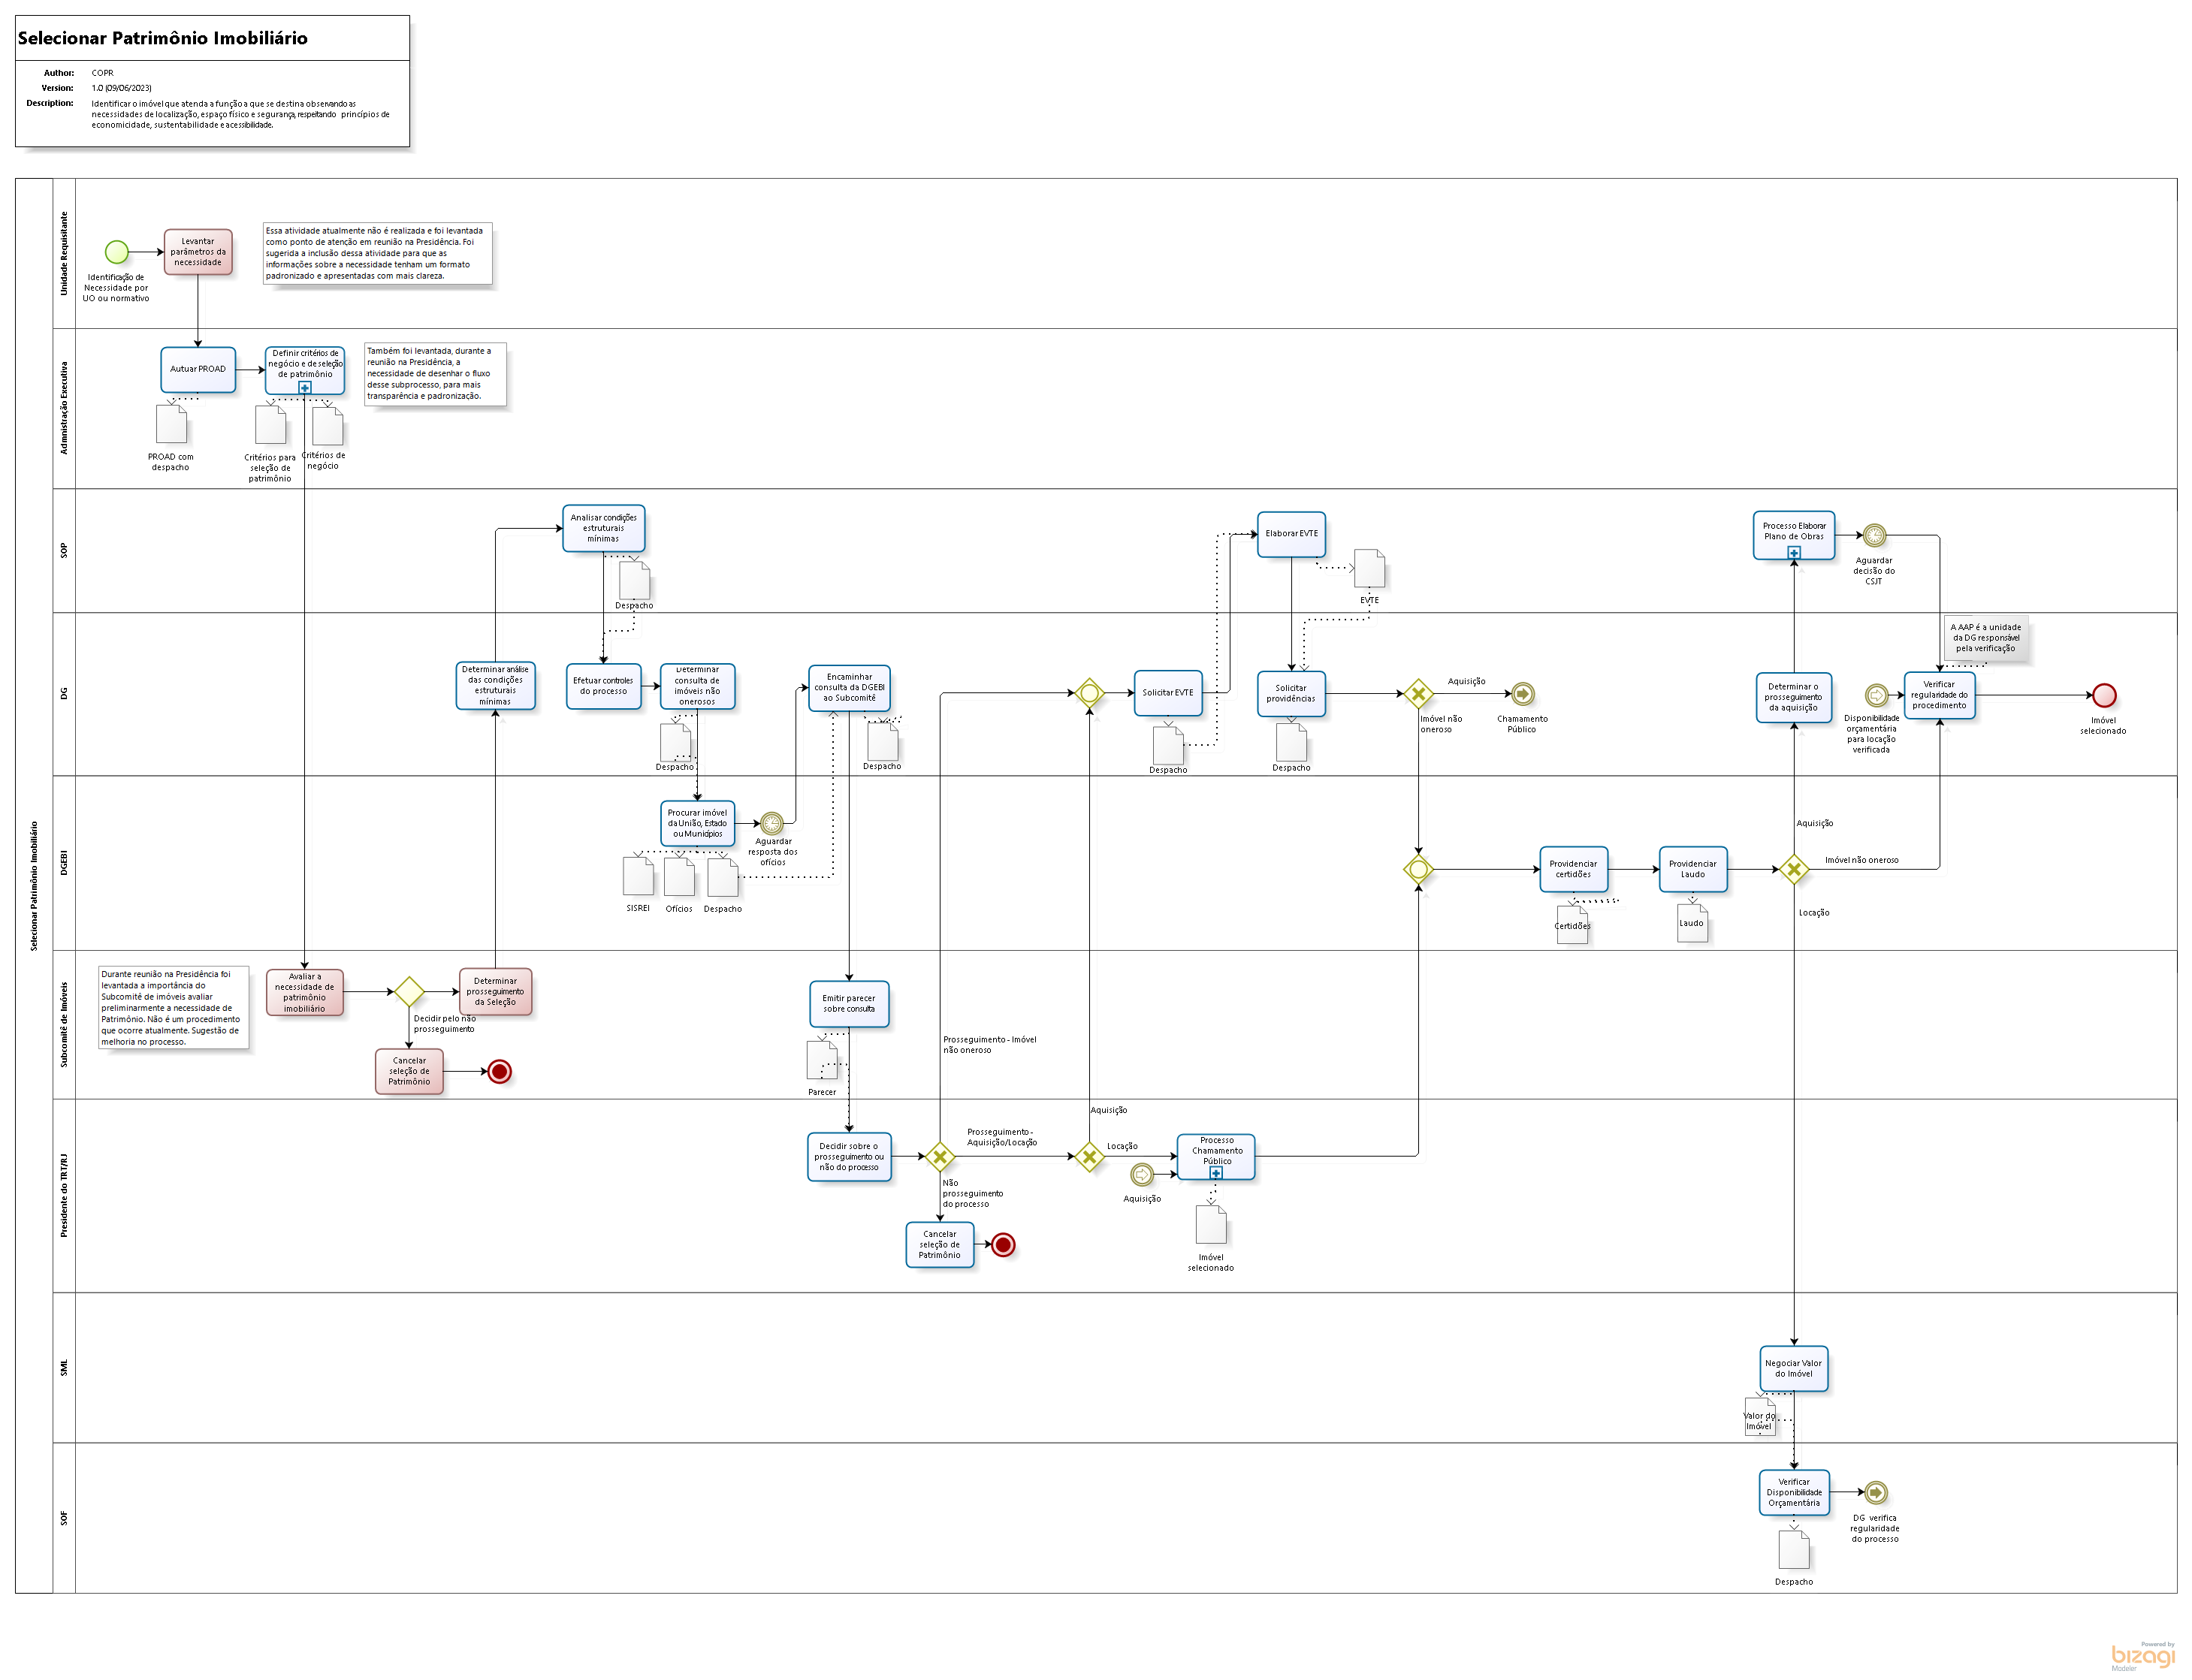 Selecionar Patrimônio Imobiliário
Author: COPR
Version: 1.0 (09/06/2023)
Description: Identificar o imóvel que atenda a função a que se destina observando as
necessidades de localização, espaço físico e segurança, respeitando princípios de
economicidade, sustentabilidade e acessibilidade.
Selecionar Patrimônio Imobiliário
Unidade Requisitante
Identificação de
Necessidade por
UO ou normativo
Levantar
parâmetros da
necessidade
Essa atividade atualmente não é realizada e foi levantada
como ponto de atenção em reunião na Presidência. Foi
sugerida a inclusão dessa atividade para que as
informações sobre a necessidade tenham um formato
padronizado e apresentadas com mais clareza.
Admnistração Executiva
Autuar PROAD
PROAD com
despacho
Definir critérios de
negócio e de seleção
de patrimônio
Critérios para
seleção de
patrimônio
Critérios de
negócio
Também foi levantada, durante a
reunião na Presidência, a
necessidade de desenhar o fluxo
desse subprocesso, para mais
transparência e padronização.
SOP
Analisar condições
estruturais
mínimas
Despacho
Elaborar EVTE
EVTE
Processo Elaborar
Plano de Obras
Aguardar
decisão do
CSJT
DG
Determinar análise
das condições
estruturais
mínimas
Efetuar controles
do processo
Determinar
consulta de
imóveis não
onerosos
Despacho
Encaminhar
consulta da DGEBI
ao Subcomitê
Despacho
Solicitar EVTE
Despacho
Solicitar
providências
Despacho
Aquisição
Imóvel não
oneroso
Chamamento
Público
Determinar o
prosseguimento
da aquisição
Disponibilidade
orçamentária
para locação
verificada
Verificar
regularidade do
procedimento
A AAP é a unidade
da DG responsável
pela verificação
Imóvel
selecionado
DGEBI
Procurar imóvel
da União, Estado
ou Municípios
Aguardar
resposta dos
ofícios
SISREI
Ofícios
Despacho
Providenciar
certidões
Certidões
Providenciar
Laudo
Laudo
Aquisição
Imóvel não oneroso
Locação
Subcomitê de Imóveis
Durante reunião na Presidência foi
levantada a importância do
Subcomitê de imóveis avaliar
preliminarmente a necessidade de
Patrimônio. Não é um procedimento
que ocorre atualmente. Sugestão de
melhoria no processo.
Avaliar a
necessidade de
patrimônio
imobiliário
Decidir pelo não
prosseguimento
Determinar
prosseguimento
da Seleção
Cancelar
seleção de
Patrimônio
Emitir parecer
sobre consulta
Parecer
Prosseguimento - Imóvel
não oneroso
Presidente do TRT/RJ
Decidir sobre o
prosseguimento ou
não do processo
Prosseguimento -
Aquisição/Locação
Não
prosseguimento
do processo
Cancelar
seleção de
Patrimônio
Aquisição
Locação
Aquisição
Processo
Chamamento
Público
Imóvel
selecionado
SML
Negociar Valor
do Imóvel
Valor do
Imóvel
SOF
Verificar
Disponibilidade
Orçamentária
Despacho
DG verifica
regularidade
do processo
Powered by
bizagi
Modeler